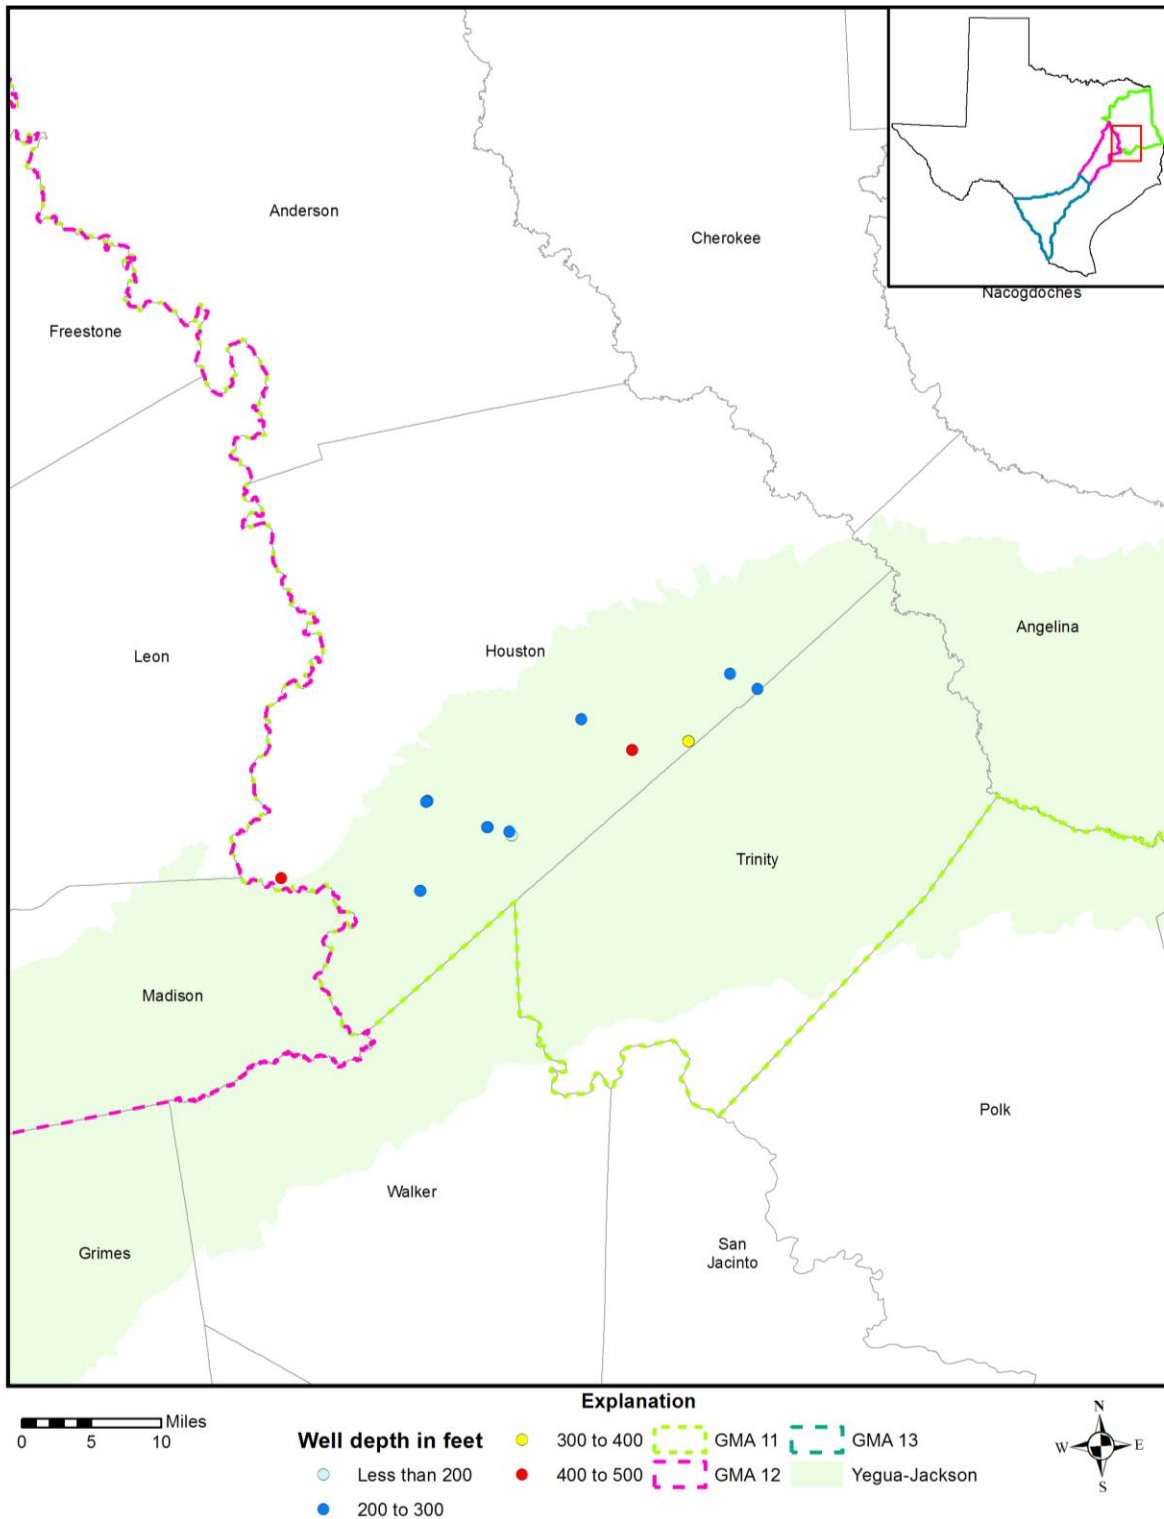 Anderson
Cherokee
Nacogdoches
Freestone
Angelina
Leon
Houston
Trinity
Madison
Polk
Walker
Grimes
San
Jacinto
Explanation
Miles
0 5 10
Well depth in feet
Less than 200
200 to 300
300 to 400
400 to 500
GMA 11
GMA 12
GMA 13
Yegua-Jackson
N
W E
S